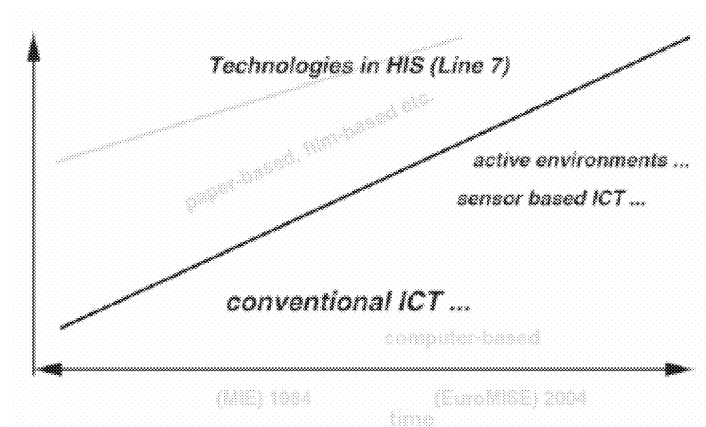 Technologies in HIS (Line 7)
paper-based, film-based etc.
active environments ...
sensor based ICT ...
conventional ICT ...
computer-based
(MIE) 1984
(EuroMISE) 2004
time